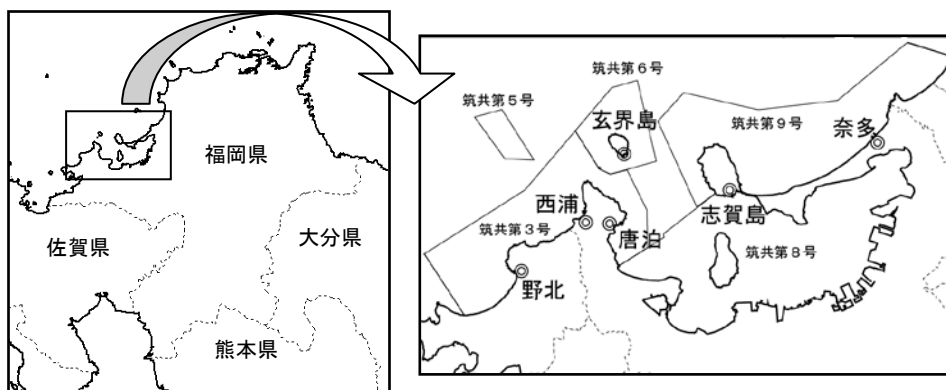 福岡県
佐賀県
大分県
熊本県
筑共第6号
筑共第5号
玄界島
筑共第9号
奈多
西浦
志賀島
筑共第3号
唐泊
筑共第8号
野北